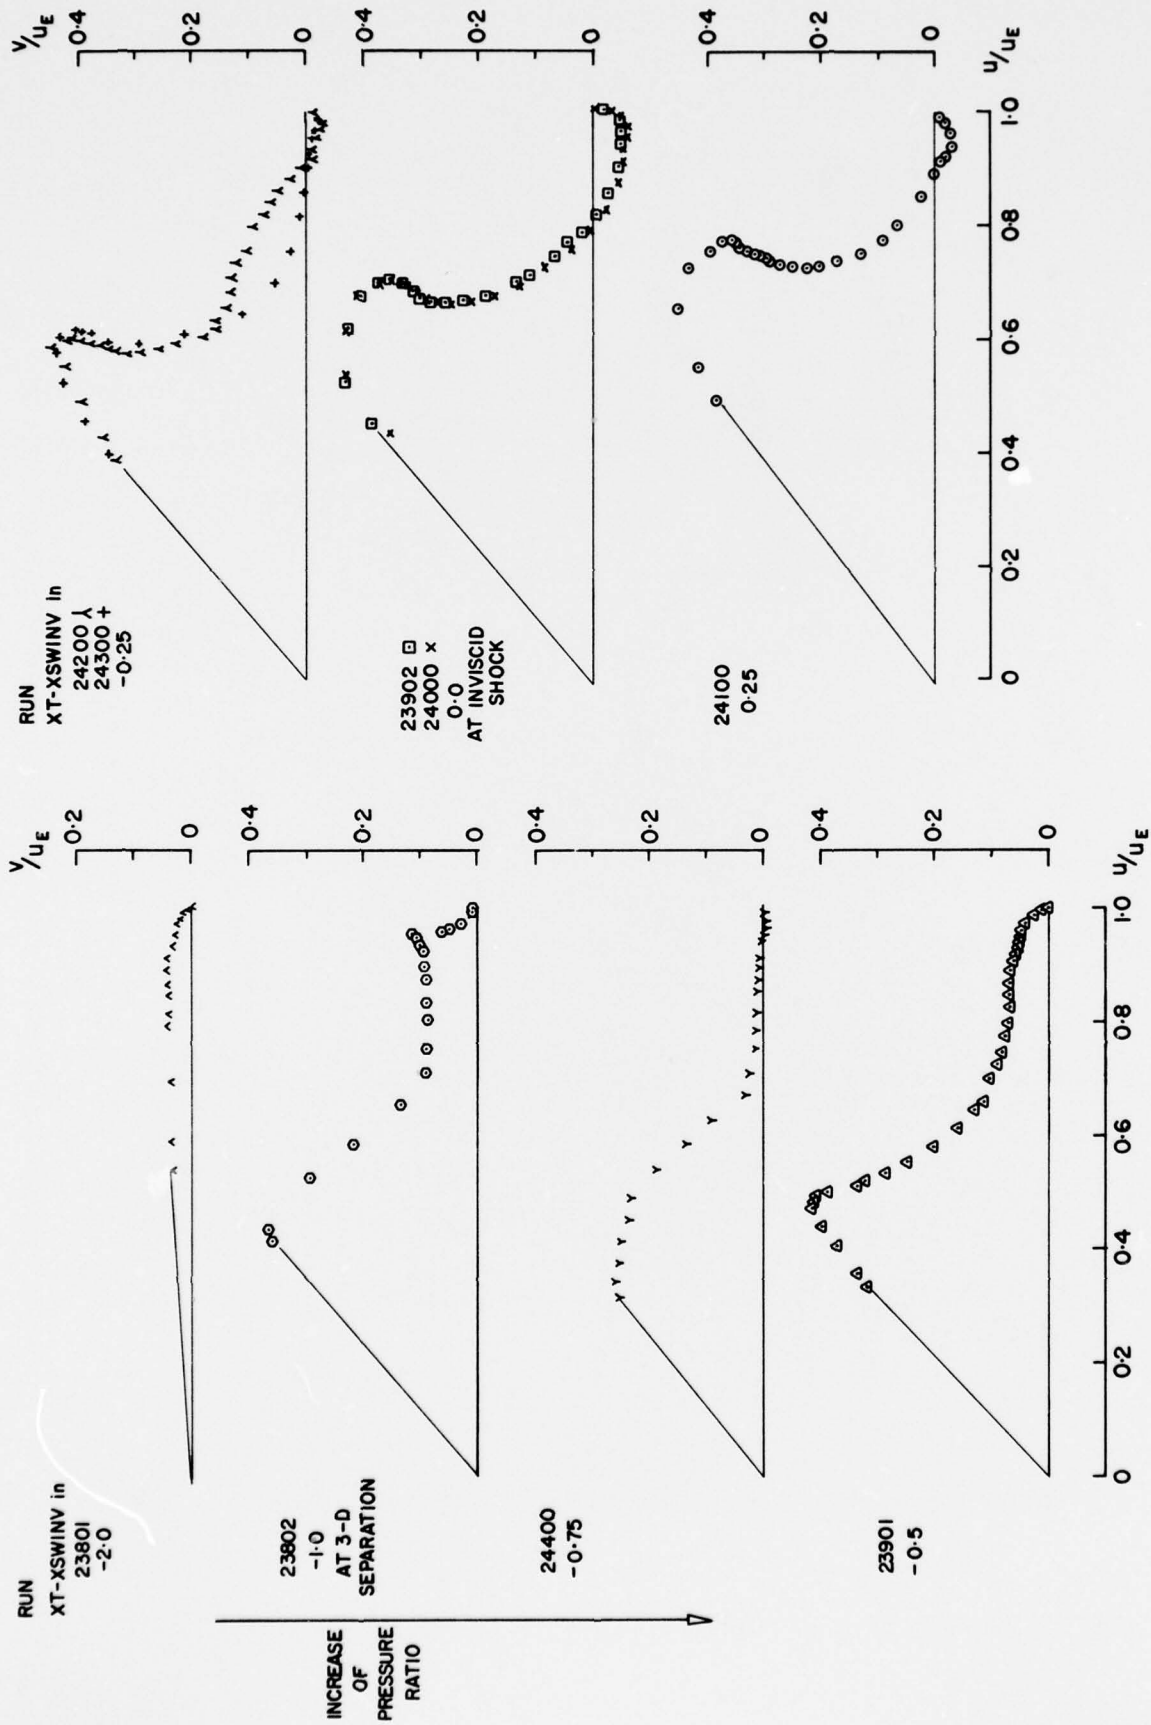 RUN
XT-XSWINV in
23801
-2.0
V/uE
0.2
0
23802
-1.0
AT 3-D
SEPARATION
0.4
0.2
0
INCREASE
OF
PRESSURE
RATIO
24400
-0.75
0.4
0.2
0
23901
-0.5
0.4
0.2
0
u/uE
0
0.2
0.4
0.6
0.8
1.0
RUN
XT-XSWINV in
24200 ⅄
24300 +
-0.25
V/uE
0.4
0.2
0
23902 ⊡
24000 x
0.0
AT INVISCID
SHOCK
0.4
0.2
0
24100
0.25
0.4
0.2
0
u/uE
0
0.2
0.4
0.6
0.8
1.0